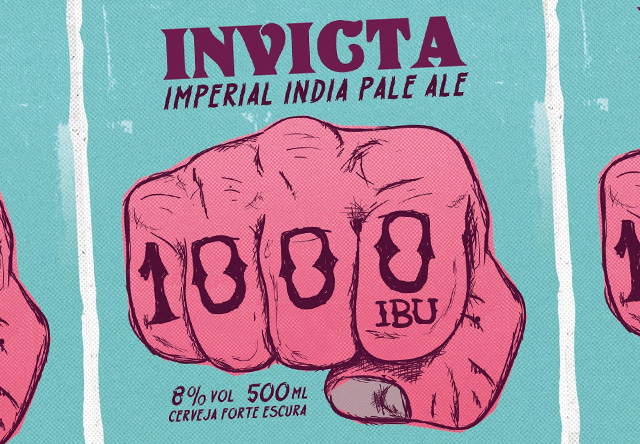 INVICTA
IMPERIAL INDIA PALE ALE
1000
IBU
8% VOL 500 ML
CERVEJA FORTE ESCURA